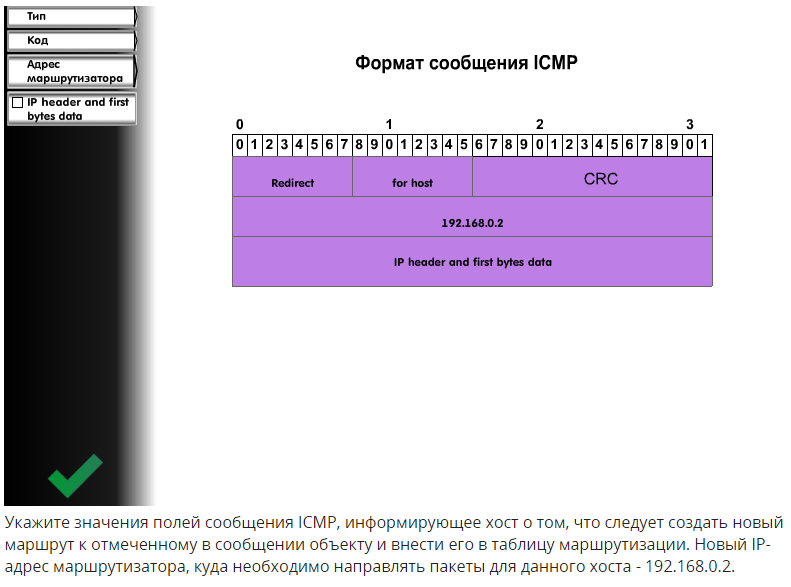 Тип
Код
Адрес
маршрутизатора
IP header and first
bytes data
Формат сообщения ICMP
0 1 2 3
0 1 2 3 4 5 6 7 8 9 0 1 2 3 4 5 6 7 8 9 0 1 2 3 4 5 6 7 8 9 0 1
Redirect for host CRC
192.168.0.2
IP header and first bytes data
Укажите значения полей сообщения ICMP, информирующее хост о том, что следует создать новый
маршрут к отмеченному в сообщении объекту и внести его в таблицу маршрутизации. Новый IP-
адрес маршрутизатора, куда необходимо направлять пакеты для данного хоста - 192.168.0.2.